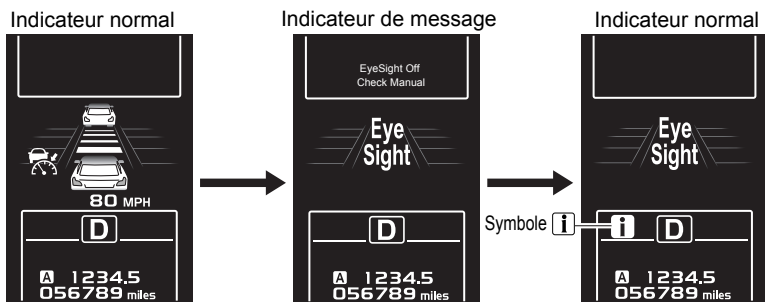 Indicateur normal
80 MPH
D
A 1234.5
056789 miles
Indicateur de message
EyeSight Off
Check Manual
Eye
Sight
D
A 1234.5
056789 miles
Indicateur normal
Eye
Sight
Symbole i
i D
A 1234.5
056789 miles